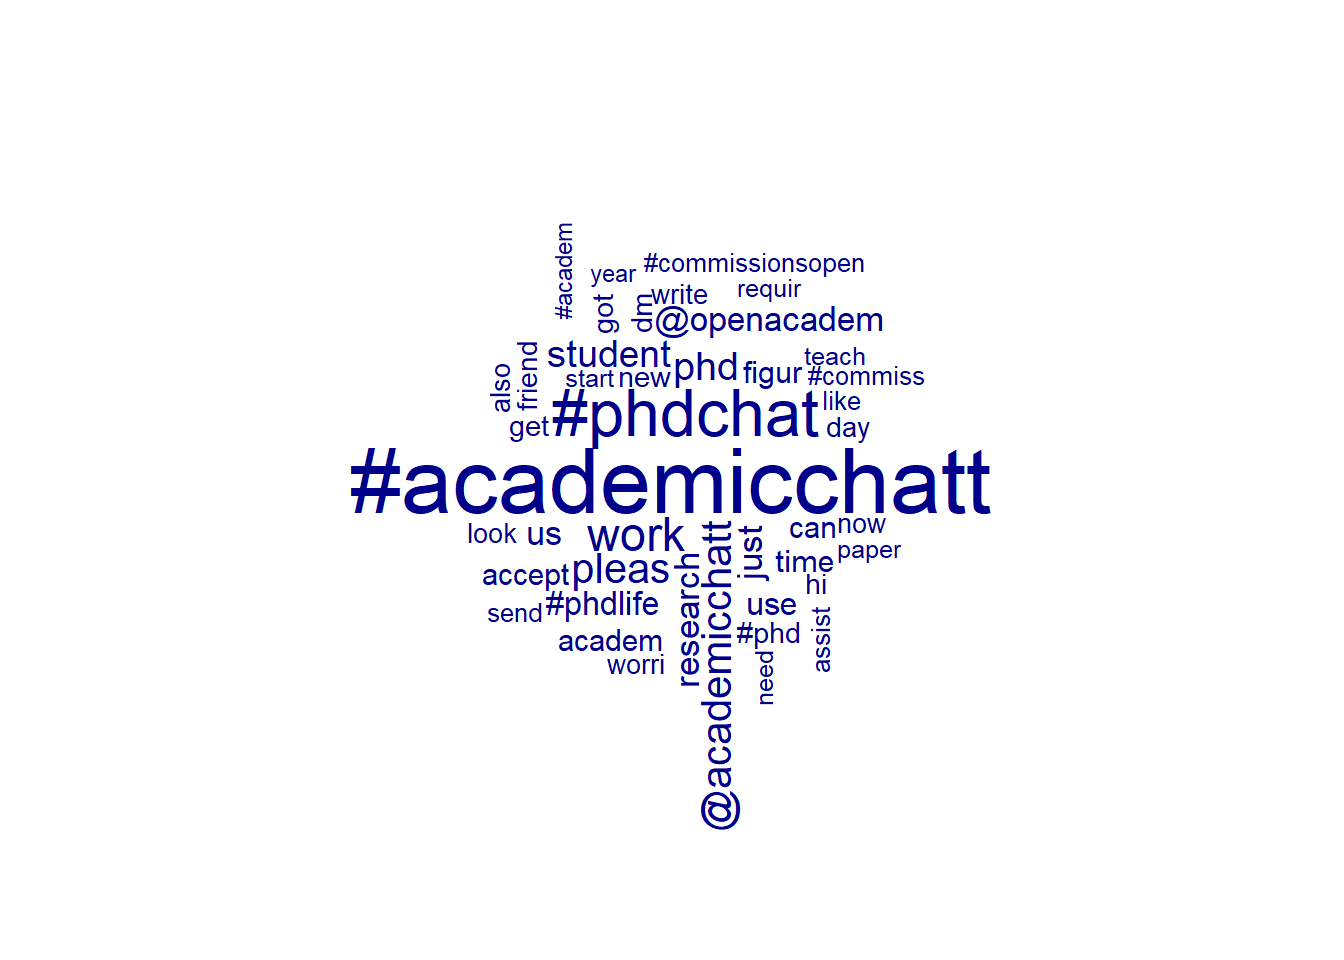 #academ
year
#commissionsopen
got
dm
write
requir
@openacadem
also
friend
student
start
new
phd
figur
teach
#commiss
get
#phdchat
like
day
#academicchatt
look
us
work
@academicchatt
just
can
now
accept
pleas
research
time
paper
hi
send
#phdlife
use
academ
#phd
assist
worri
need